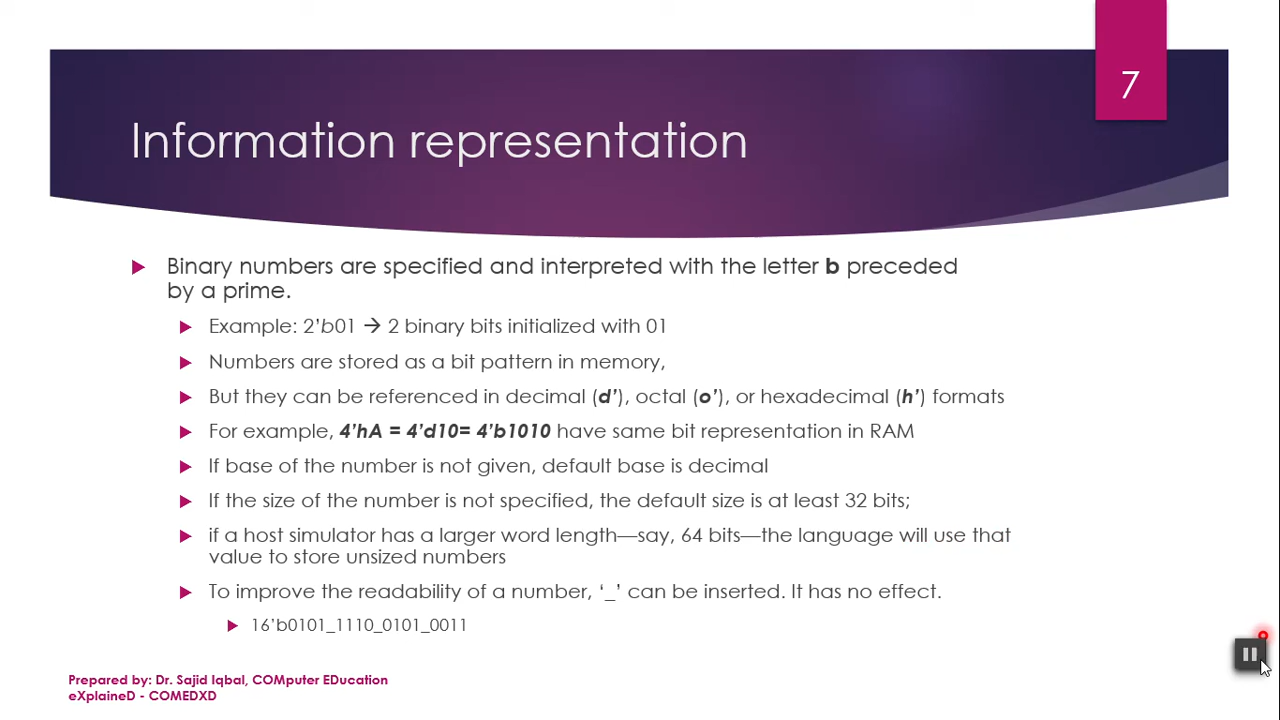 7
Information representation
Binary numbers are specified and interpreted with the letter b preceded
by a prime.
Example: 2’b01 → 2 binary bits initialized with 01
Numbers are stored as a bit pattern in memory,
But they can be referenced in decimal (d’), octal (o’), or hexadecimal (h’) formats
For example, 4’hA = 4’d10= 4’b1010 have same bit representation in RAM
If base of the number is not given, default base is decimal
If the size of the number is not specified, the default size is at least 32 bits;
if a host simulator has a larger word length—say, 64 bits—the language will use that
value to store unsized numbers
To improve the readability of a number, ‘_’ can be inserted. It has no effect.
16’b0101_1110_0101_0011
Prepared by: Dr. Sajid Iqbal, COMputer EDucation
eXplaineD - COMEDXD